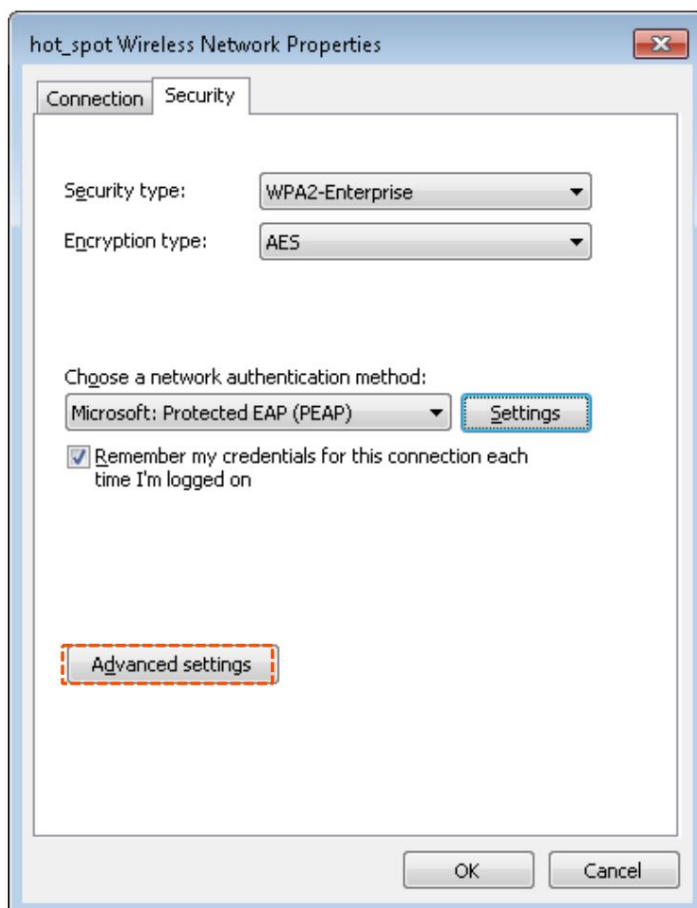 hot_spot Wireless Network Properties
Connection Security
Security type: WPA2-Enterprise
Encryption type: AES
Choose a network authentication method:
Microsoft: Protected EAP (PEAP) Settings
Remember my credentials for this connection each
time I'm logged on
Advanced settings
OK Cancel